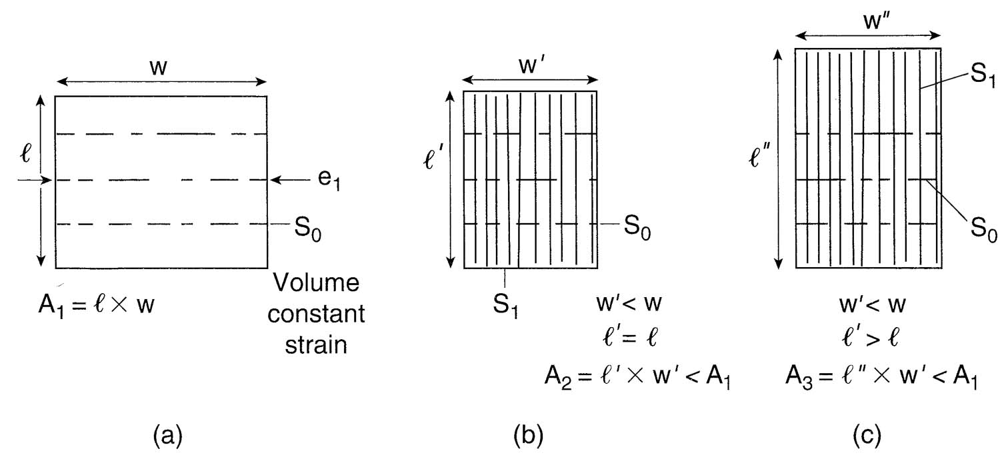 w
ℓ
e₁
S₀
A₁ = ℓ × w
Volume
constant
strain
(a)
w′
ℓ′
S₀
S₁
w′ < w
ℓ′ = ℓ
A₂ = ℓ′ × w′ < A₁
(b)
w″
S₁
ℓ″
S₀
w′ < w
ℓ′ > ℓ
A₃ = ℓ″ × w′ < A₁
(c)